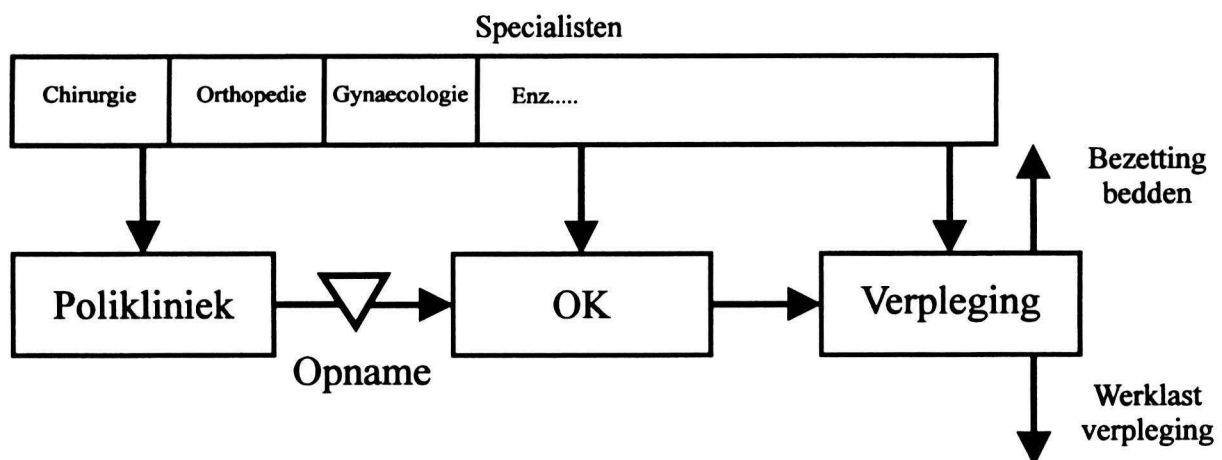 Specialisten
Chirurgie
Orthopedie
Gynaecologie
Enz.....
Bezetting
bedden
Polikliniek
OK
Verpleging
Opname
Werklast
verpleging